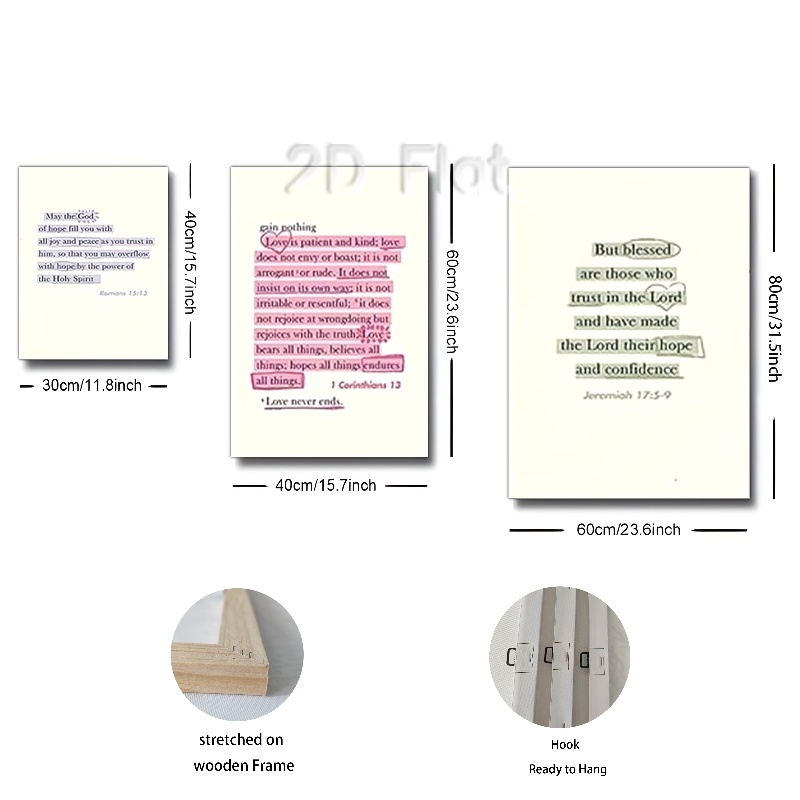 2D Flat
May the God
of hope fill you with
all joy and peace as you trust in
him, so that you may overflow
with hope by the power of
the Holy Spirit
Romans 15:13
40cm/15.7inch
30cm/11.8inch
gain nothing
Love is patient and kind; love
does not envy or boast; it is not
arrogant or rude. It does not
insist on its own way; it is not
irritable or resentful; it does
not rejoice at wrongdoing but
rejoices with the truth; Love
bears all things, believes all
things; hopes all things endures
all things.
1 Corinthians 13
Love never ends.
60cm/23.6inch
40cm/15.7inch
But blessed
are those who
trust in the Lord
and have made
the Lord their hope
and confidence
Jeremiah 17:5-9
80cm/31.5inch
60cm/23.6inch
stretched on
wooden Frame
Hook
Ready to Hang